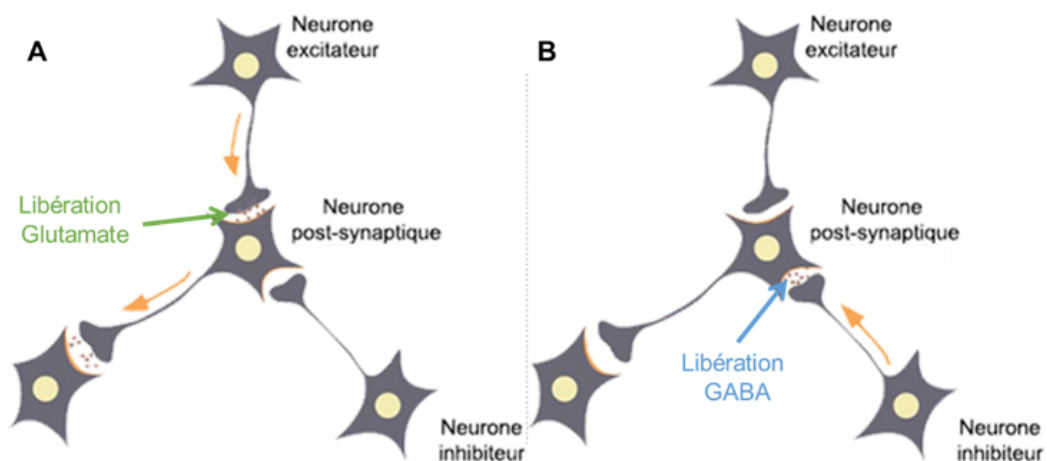 A
Neurone
excitateur
Libération
Glutamate
Neurone
post-synaptique
Neurone
inhibiteur
B
Neurone
excitateur
Neurone
post-synaptique
Libération
GABA
Neurone
inhibiteur